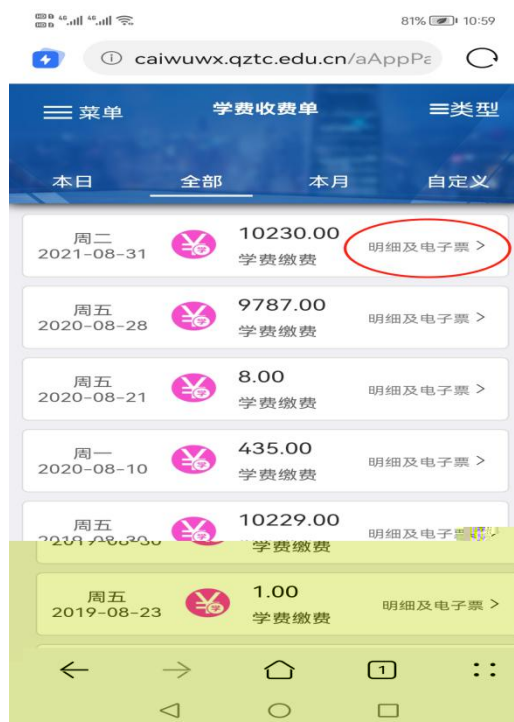 81% 10:59
caiwuwx.qztc.edu.cn/aAppPa
菜单 学费收费单 类型
本日 全部 本月 自定义
周二 10230.00
2021-08-31 学费缴费 明细及电子票 >
周五 9787.00
2020-08-28 学费缴费 明细及电子票 >
周五 8.00
2020-08-21 学费缴费 明细及电子票 >
周一 435.00
2020-08-10 学费缴费 明细及电子票 >
周五 10229.00
学费缴费 明细及电子
周五 1.00
2019-08-23 学费缴费 明细及电子票 >
1